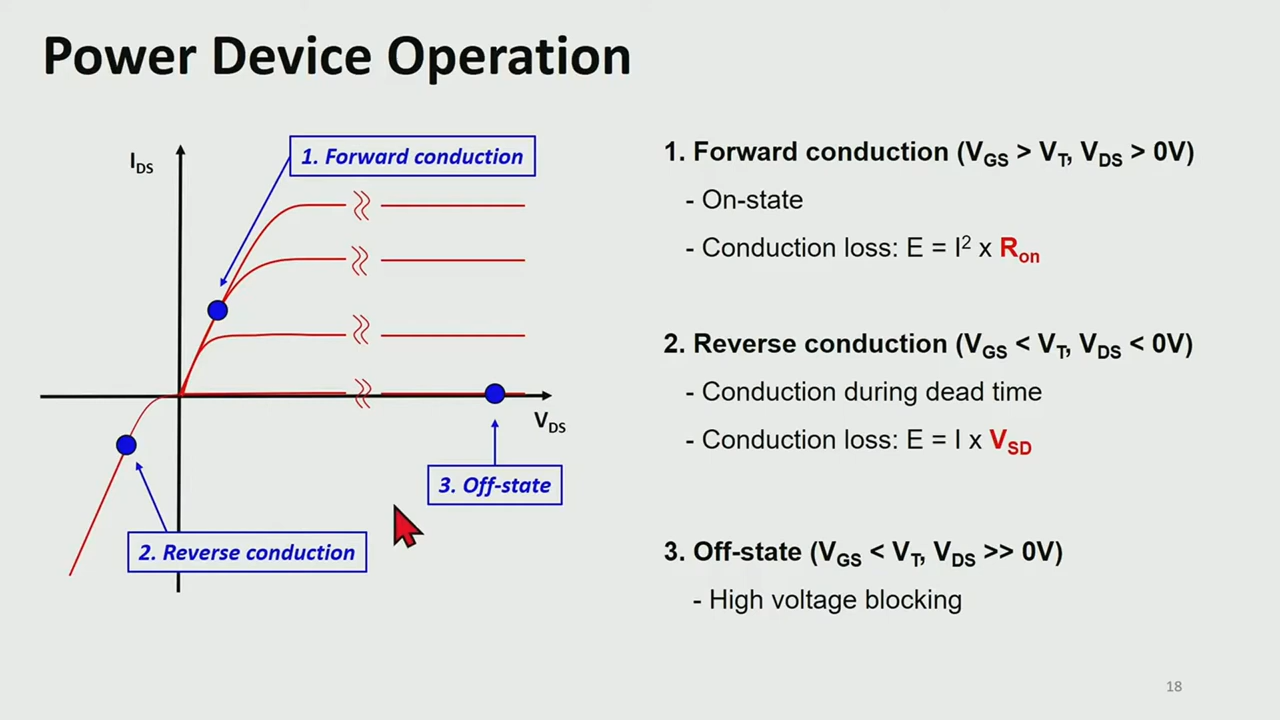 Power Device Operation
I_DS
1. Forward conduction
V_DS
3. Off-state
2. Reverse conduction
1. Forward conduction (V_GS > V_T, V_DS > 0V)
- On-state
- Conduction loss: E = I² x R_on
2. Reverse conduction (V_GS < V_T, V_DS < 0V)
- Conduction during dead time
- Conduction loss: E = I x V_SD
3. Off-state (V_GS < V_T, V_DS >> 0V)
- High voltage blocking
18